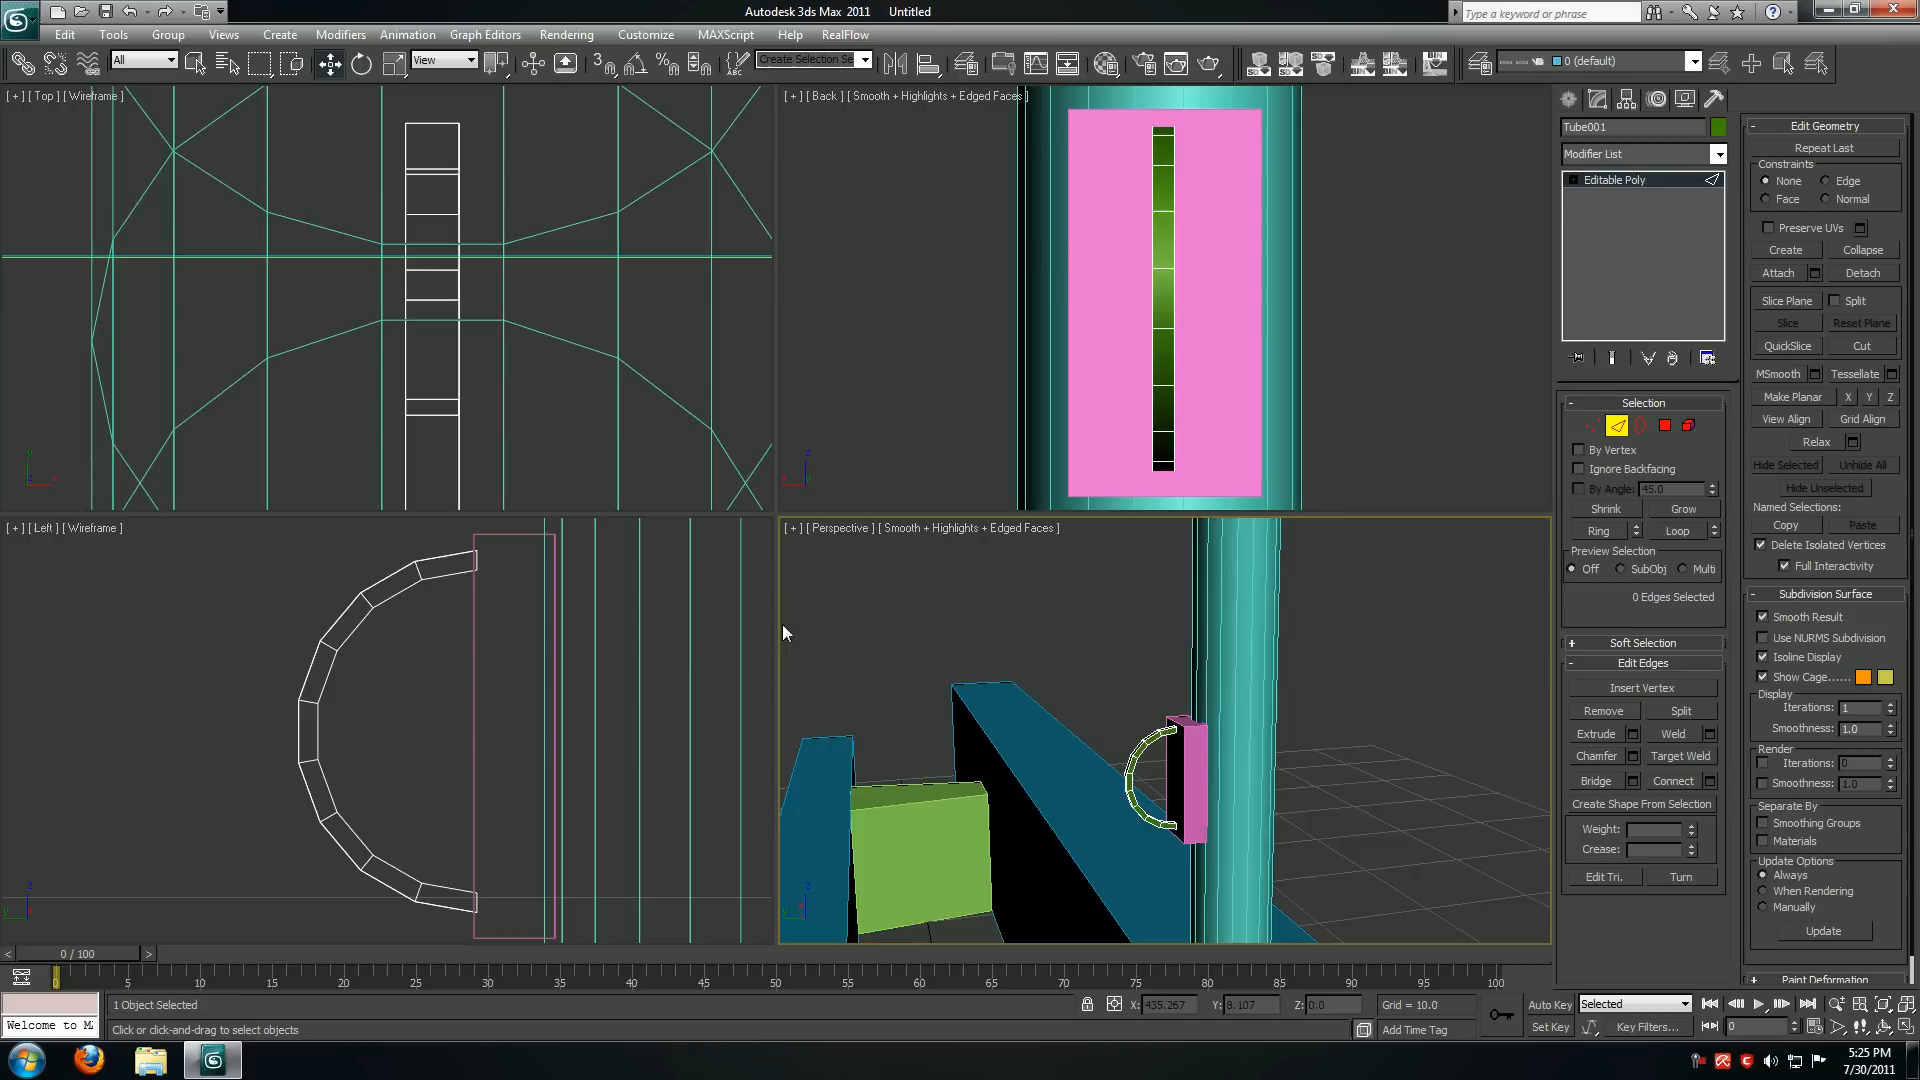 Autodesk 3ds Max 2011 Untitled
Type a keyword or phrase
Edit Tools Group Views Create Modifiers Animation Graph Editors Rendering Customize MAXScript Help RealFlow
All View Create Selection Se 0 (default)
[ + ] [ Top ] [ Wireframe ]
[ + ] [ Back ] [ Smooth + Highlights + Edged Faces ]
[ + ] [ Left ] [ Wireframe ]
[ + ] [ Perspective ] [ Smooth + Highlights + Edged Faces ]
Tube001
Modifier List
Editable Poly
Selection
By Vertex
Ignore Backfacing
By Angle: 45.0
Shrink Grow
Ring Loop
Preview Selection
Off SubObj Multi
0 Edges Selected
Soft Selection
Edit Edges
Insert Vertex
Remove Split
Extrude Weld
Chamfer Target Weld
Bridge Connect
Create Shape From Selection
Weight:
Crease:
Edit Tri. Turn
Edit Geometry
Repeat Last
Constraints
None Edge
Face Normal
Preserve UVs
Create Collapse
Attach Detach
Slice Plane Split
Slice Reset Plane
QuickSlice Cut
MSmooth Tessellate
Make Planar X Y Z
View Align Grid Align
Relax
Hide Selected Unhide All
Hide Unselected
Named Selections:
Copy Paste
Delete Isolated Vertices
Full Interactivity
Subdivision Surface
Smooth Result
Use NURMS Subdivision
Isoline Display
Show Cage......
Display
Iterations: 1
Smoothness: 1.0
Render
Iterations: 0
Smoothness: 1.0
Separate By
Smoothing Groups
Materials
Update Options
Always
When Rendering
Manually
Update
Paint Deformation
0 / 100
0 5 10 15 20 25 30 35 40 45 50 55 60 65 70 75 80 85 90 95 100
1 Object Selected X: 435.267 Y: 8.107 Z: 0.0 Grid = 10.0 Auto Key Selected
Welcome to M Click or click-and-drag to select objects Add Time Tag Set Key Key Filters... 0
5:25 PM
7/30/2011